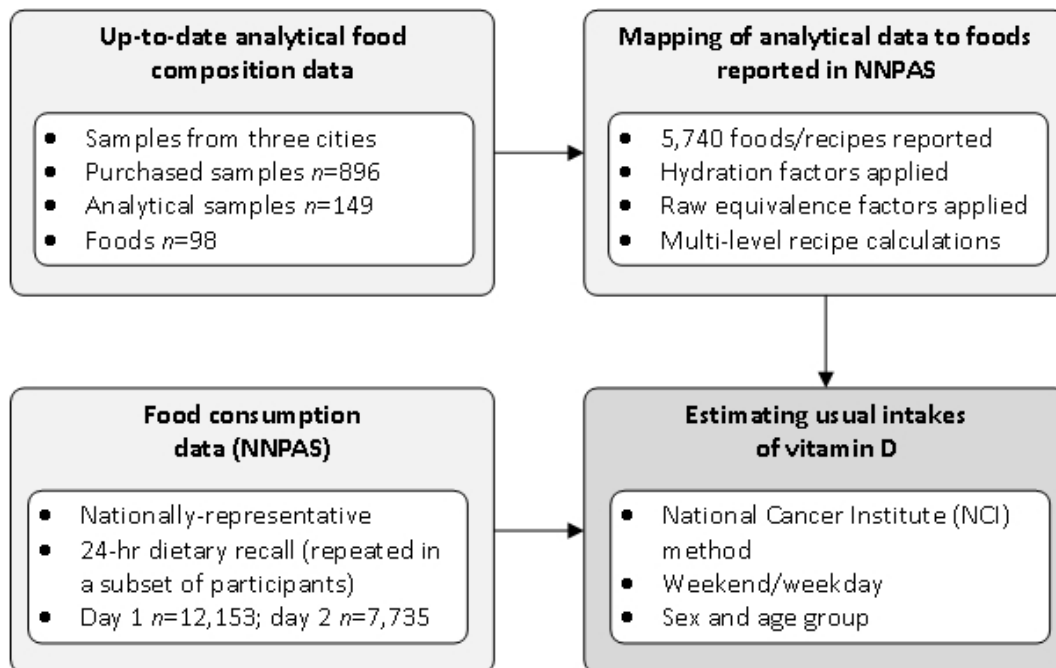 Up-to-date analytical food
composition data
• Samples from three cities
• Purchased samples n=896
• Analytical samples n=149
• Foods n=98
Mapping of analytical data to foods
reported in NNPAS
• 5,740 foods/recipes reported
• Hydration factors applied
• Raw equivalence factors applied
• Multi-level recipe calculations
Food consumption
data (NNPAS)
• Nationally-representative
• 24-hr dietary recall (repeated in
a subset of participants)
• Day 1 n=12,153; day 2 n=7,735
Estimating usual intakes
of vitamin D
• National Cancer Institute (NCI)
method
• Weekend/weekday
• Sex and age group